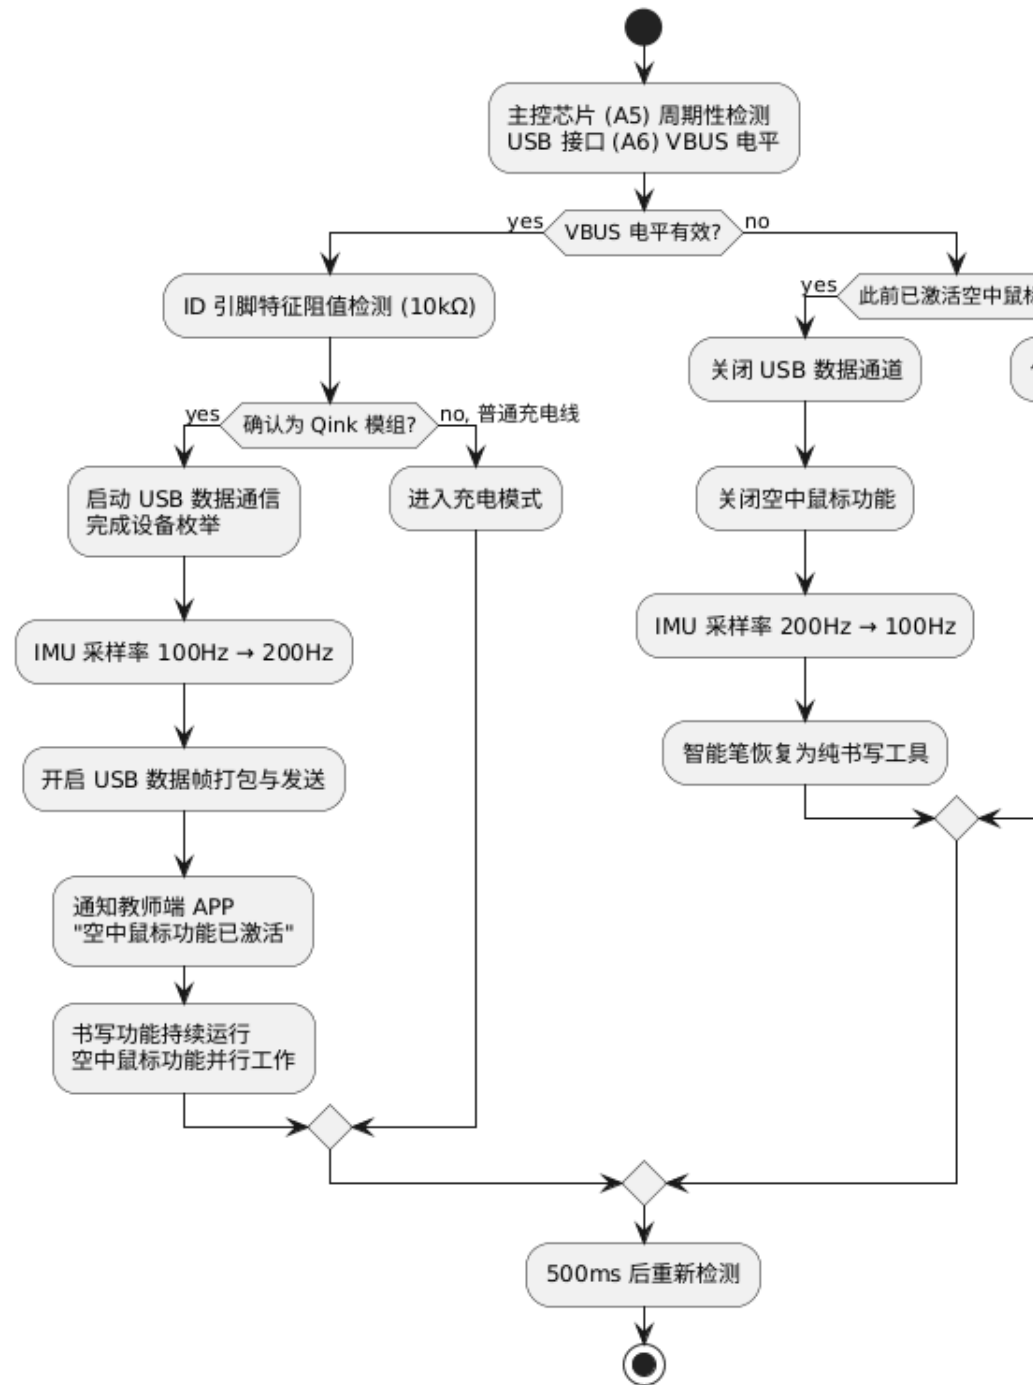 主控芯片 (A5) 周期性检测
USB 接口 (A6) VBUS 电平
yes
VBUS 电平有效?
no
ID 引脚特征阻值检测 (10kΩ)
yes
此前已激活空中鼠标
关闭 USB 数据通道
yes
确认为 Qink 模组?
no, 普通充电线
启动 USB 数据通信
完成设备枚举
进入充电模式
关闭空中鼠标功能
IMU 采样率 100Hz → 200Hz
IMU 采样率 200Hz → 100Hz
开启 USB 数据帧打包与发送
智能笔恢复为纯书写工具
通知教师端 APP
"空中鼠标功能已激活"
书写功能持续运行
空中鼠标功能并行工作
500ms 后重新检测